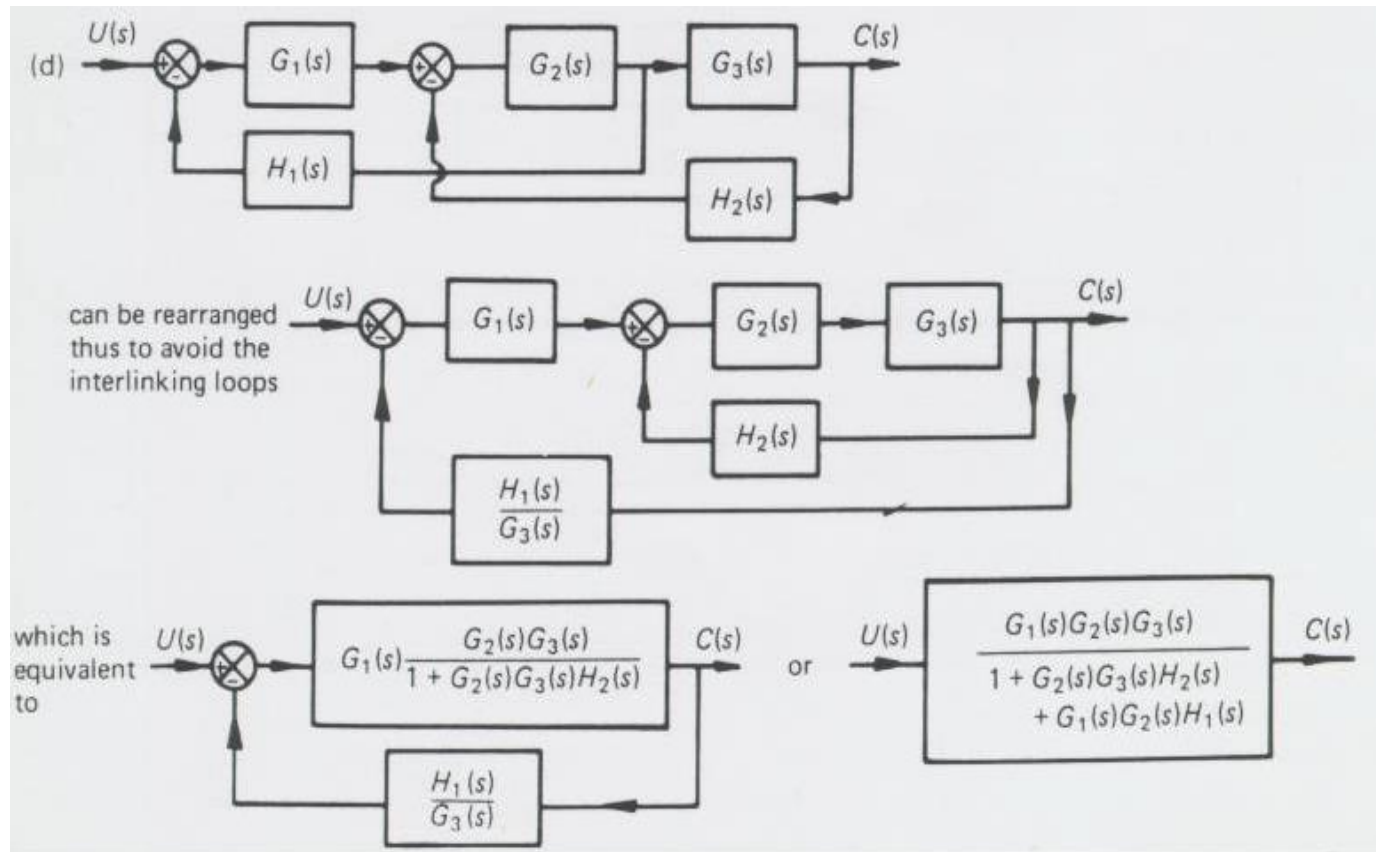 U(s)
C(s)
(d)
+
-
G₁(s)
+
-
G₂(s)
G₃(s)
H₁(s)
H₂(s)
can be rearranged
thus to avoid the
interlinking loops
U(s)
+
-
G₁(s)
+
-
G₂(s)
G₃(s)
C(s)
H₂(s)
H₁(s)
G₃(s)
which is
equivalent
to
U(s)
+
-
G₁(s) G₂(s)G₃(s)
1 + G₂(s)G₃(s)H₂(s)
C(s)
H₁(s)
G₃(s)
or
U(s)
G₁(s)G₂(s)G₃(s)
1 + G₂(s)G₃(s)H₂(s)
+ G₁(s)G₂(s)H₁(s)
C(s)